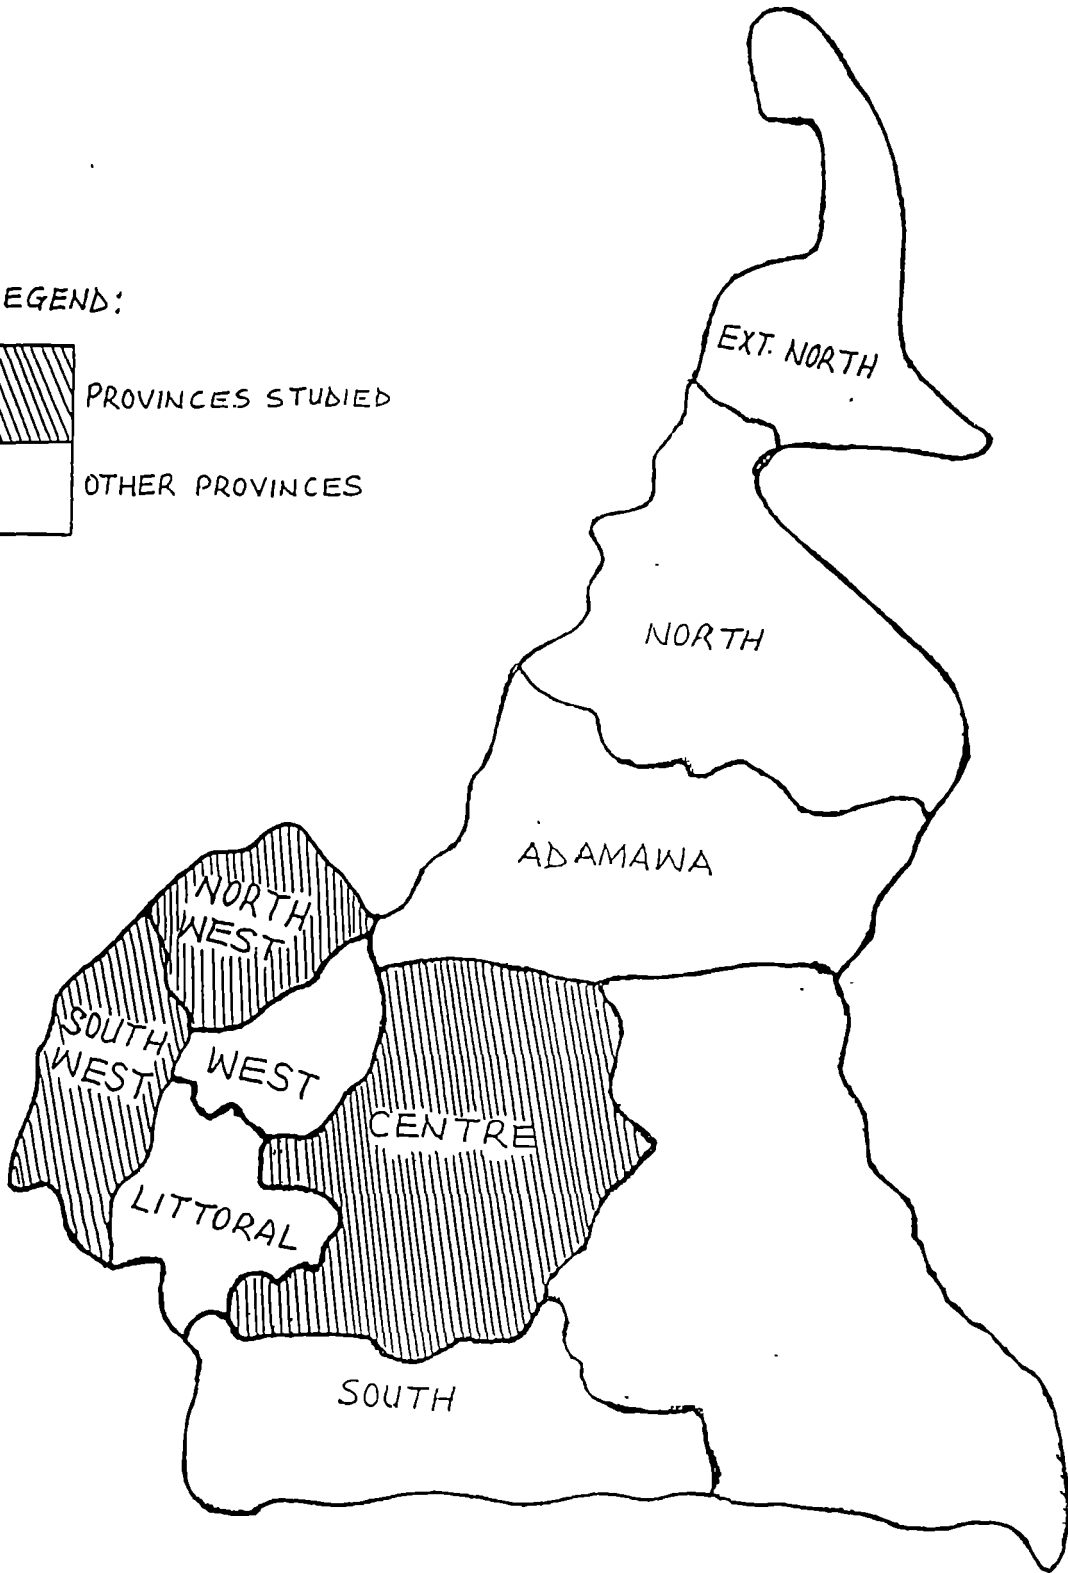 EGEND:
PROVINCES STUDIED
OTHER PROVINCES
EXT. NORTH
NORTH
ADAMAWA
NORTH
WEST
SOUTH
WEST
WEST
CENTRE
LITTORAL
SOUTH